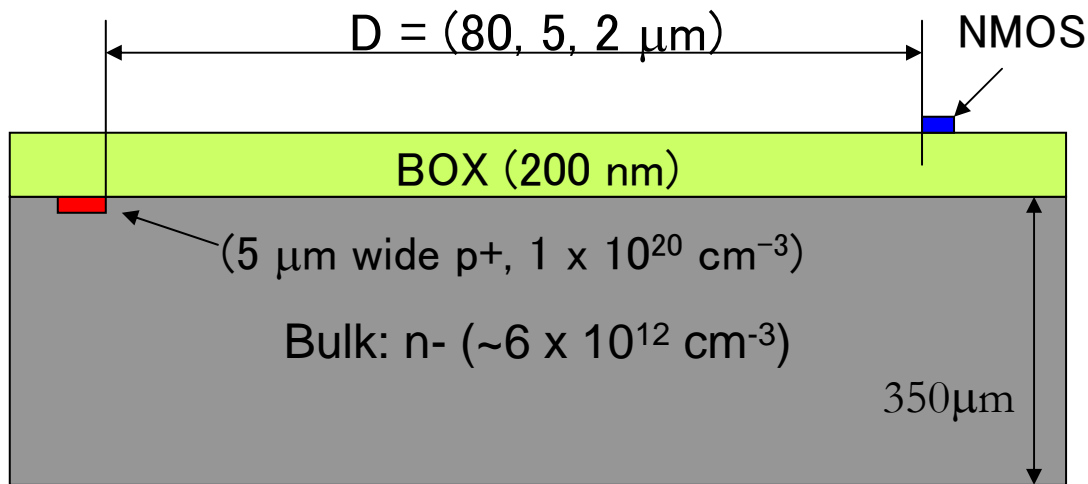 D = (80, 5, 2 μm)
NMOS
BOX (200 nm)
(5 μm wide p+, 1 x 10²⁰ cm⁻³)
Bulk: n- (~6 x 10¹² cm⁻³)
350μm